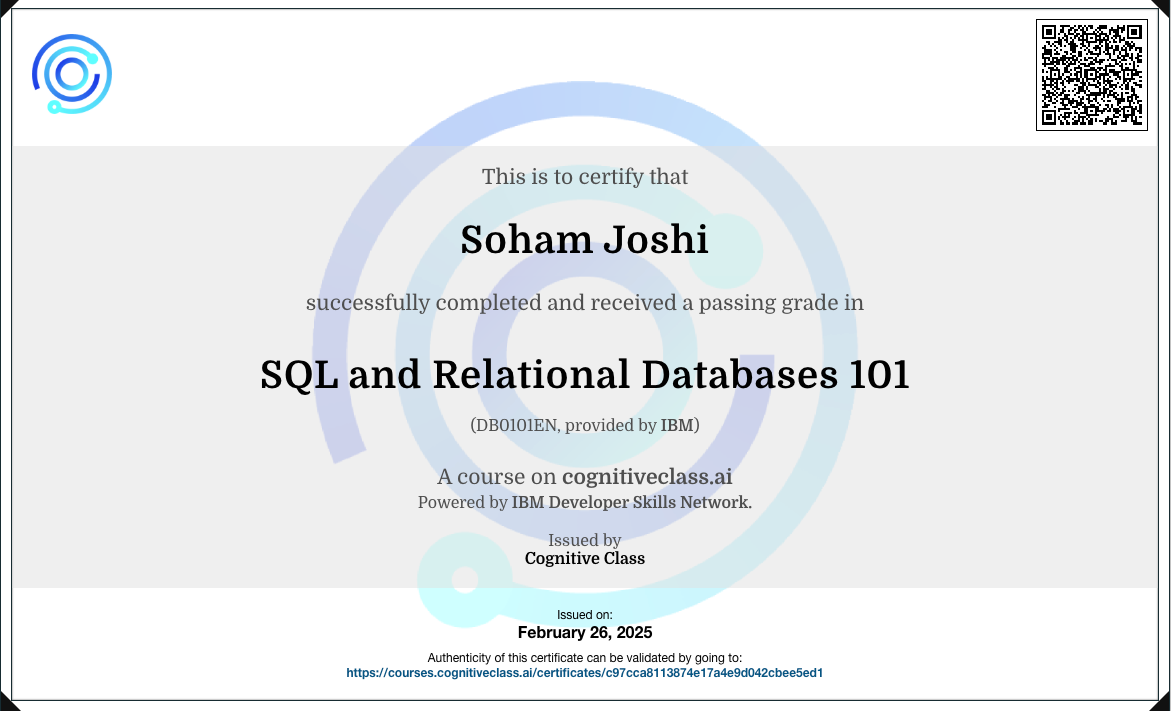 This is to certify that
Soham Joshi
successfully completed and received a passing grade in
SQL and Relational Databases 101
(DB0101EN, provided by IBM)
A course on cognitiveclass.ai
Powered by IBM Developer Skills Network.
Issued by
Cognitive Class
Issued on:
February 26, 2025
Authenticity of this certificate can be validated by going to:
https://courses.cognitiveclass.ai/certificates/c97cca8113874e17a4e9d042cbee5ed1